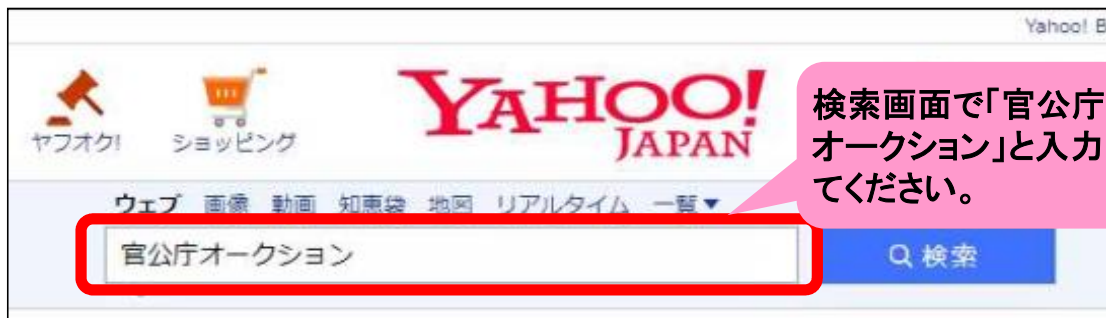 Yahoo! B
ヤフオク!
ショッピング
YAHOO!
JAPAN
検索画面で「官公庁
オークション」と入力
てください。
ウェブ 画像 動画 知恵袋 地図 リアルタイム 一覧▼
官公庁オークション
検索